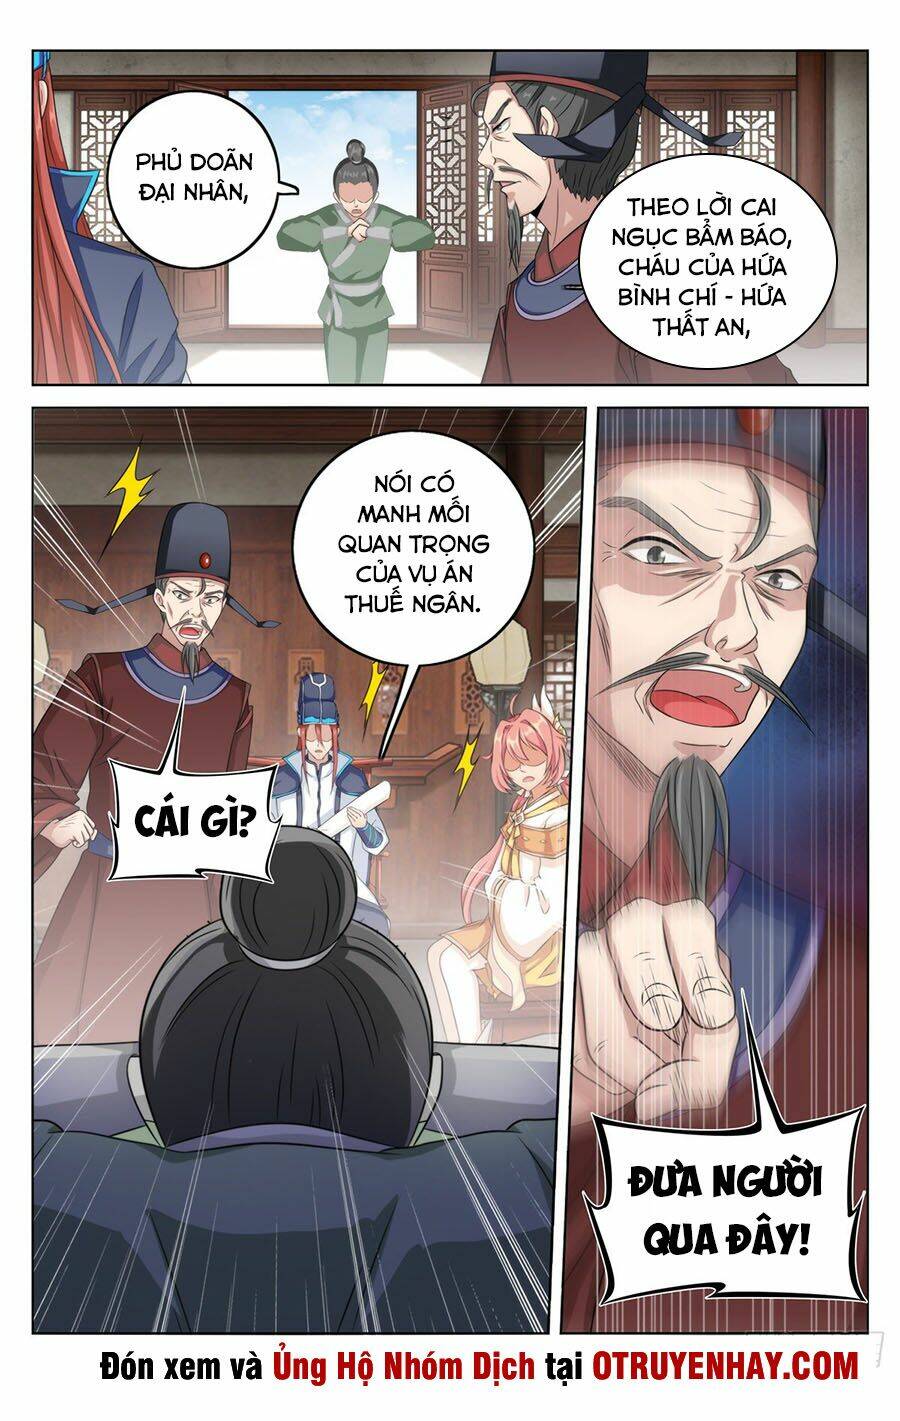 PHỦ DOÃN
ĐẠI NHÂN,
THEO LỜI CAI
NGỤC BẨM BÁO,
CHÁU CỦA HỨA
BÌNH CHÍ - HỨA
THẤT AN,
NÓI CÓ
MANH MỐI
QUAN TRỌNG
CỦA VỤ ÁN
THUẾ NGÂN.
CÁI GÌ?
ĐƯA NGƯỜI
QUA ĐÂY!
Đón xem và Ủng Hộ Nhóm Dịch tại OTRUYENHAY.COM